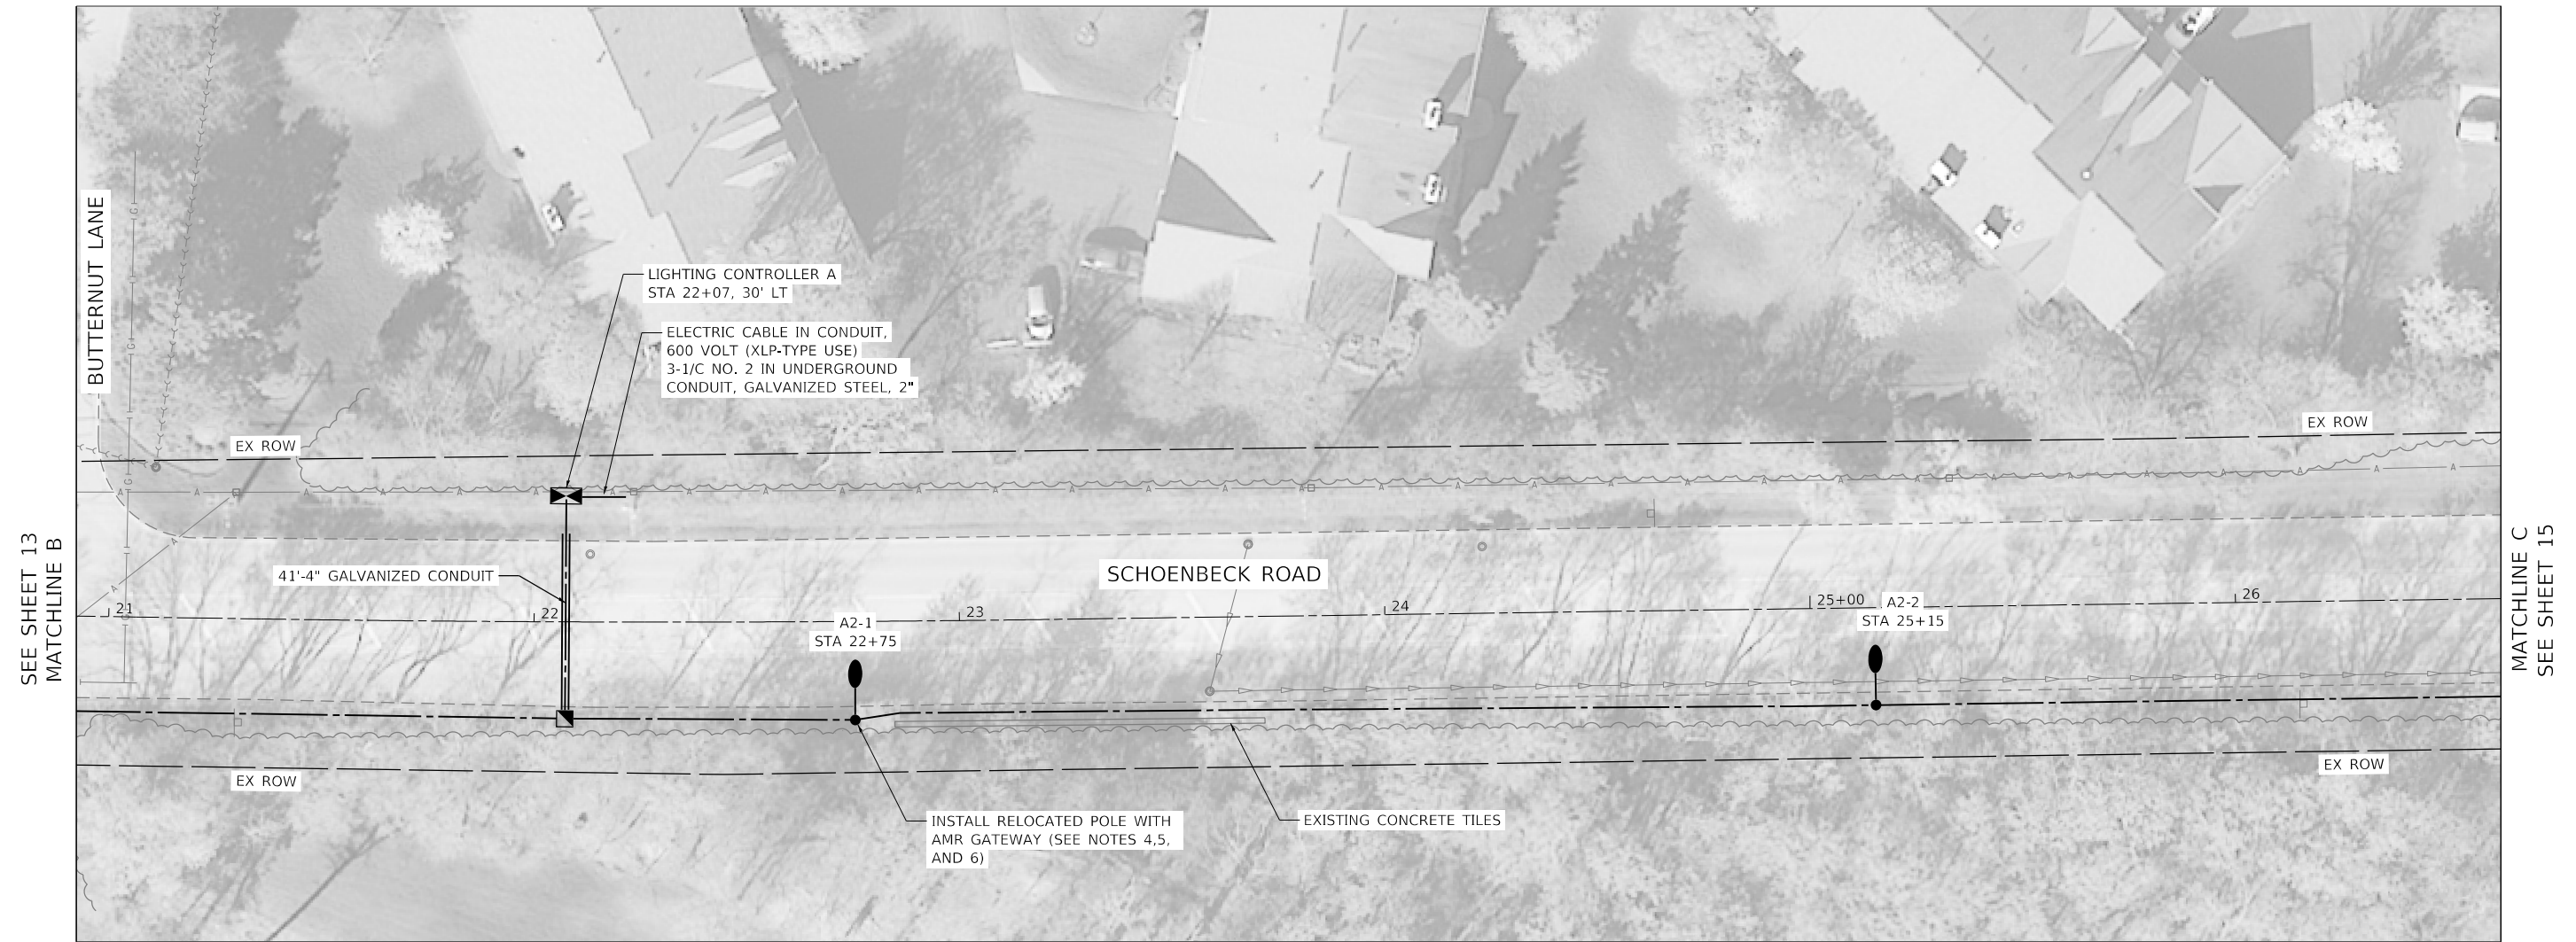 BUTTERNUT LANE
LIGHTING CONTROLLER A
STA 22+07, 30' LT
ELECTRIC CABLE IN CONDUIT,
600 VOLT (XLP-TYPE USE)
3-1/C NO. 2 IN UNDERGROUND
CONDUIT, GALVANIZED STEEL, 2"
EX ROW
EX ROW
SEE SHEET 13
MATCHLINE B
41'-4" GALVANIZED CONDUIT
SCHOENBECK ROAD
MATCHLINE C
SEE SHEET 15
21
22
23
24
25+00
26
A2-1
STA 22+75
A2-2
STA 25+15
EX ROW
EX ROW
INSTALL RELOCATED POLE WITH
AMR GATEWAY (SEE NOTES 4,5,
AND 6)
EXISTING CONCRETE TILES